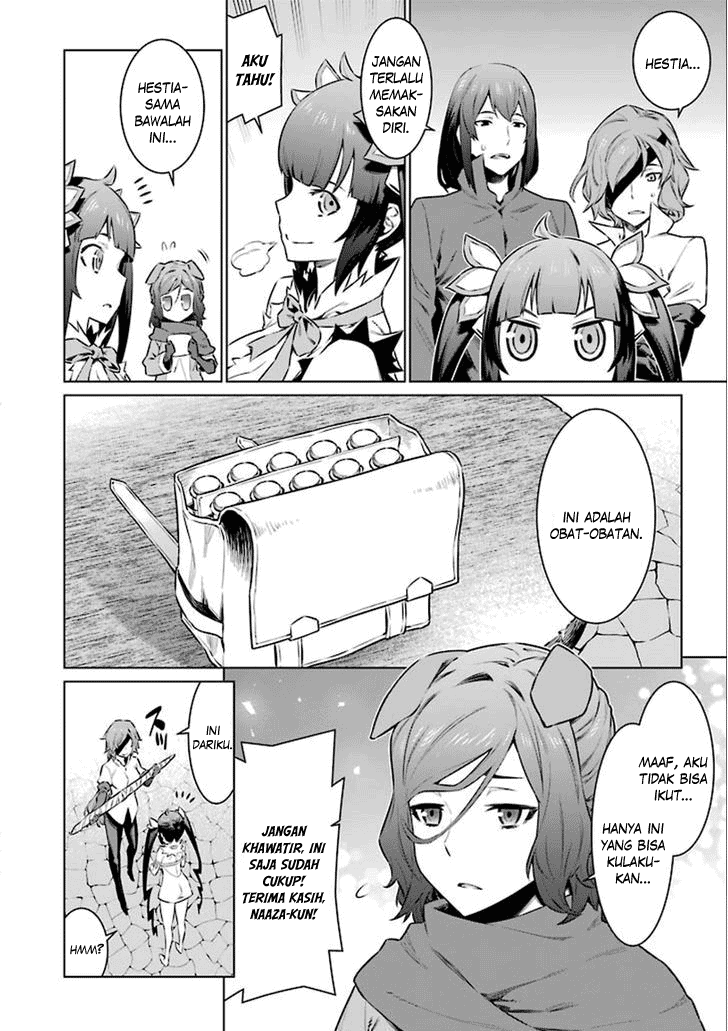 HESTIA...
JANGAN
TERLALU
MEMAK-
SAKAN
DIRI.
AKU
TAHU!
HESTIA-
SAMA
BAWALAH
INI...
INI ADALAH
OBAT-OBATAN.
MAAF, AKU
TIDAK BISA
IKUT...
HANYA INI
YANG BISA
KULAKU-
KAN...
JANGAN
KHAWATIR, INI
SAJA SUDAH
CUKUP!
TERIMA KASIH,
NAAZA-KUN!
INI
DARIKU.
HMM?